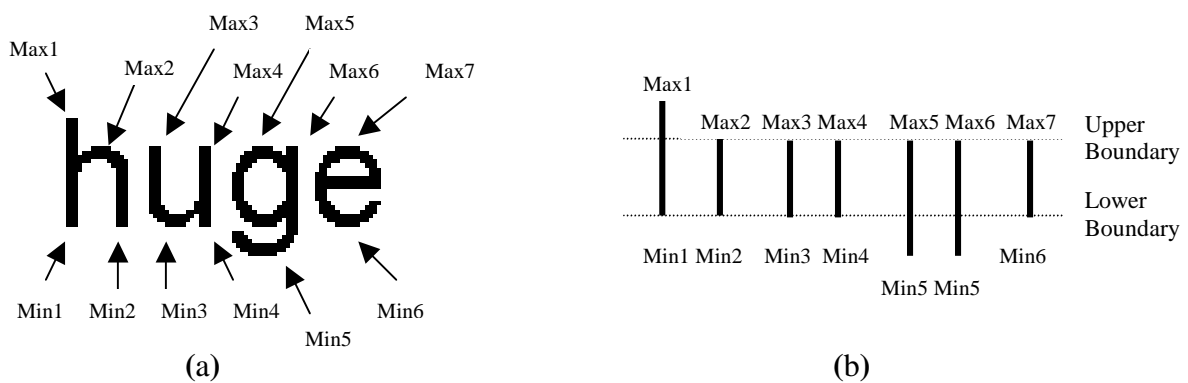 Max1 Max2 Max3 Max4 Max5 Max6 Max7
huge
Min1 Min2 Min3 Min4 Min5 Min6
(a)
Max1
Max2 Max3 Max4 Max5 Max6 Max7
Upper
Boundary
Lower
Boundary
Min1 Min2 Min3 Min4 Min6
Min5 Min5
(b)